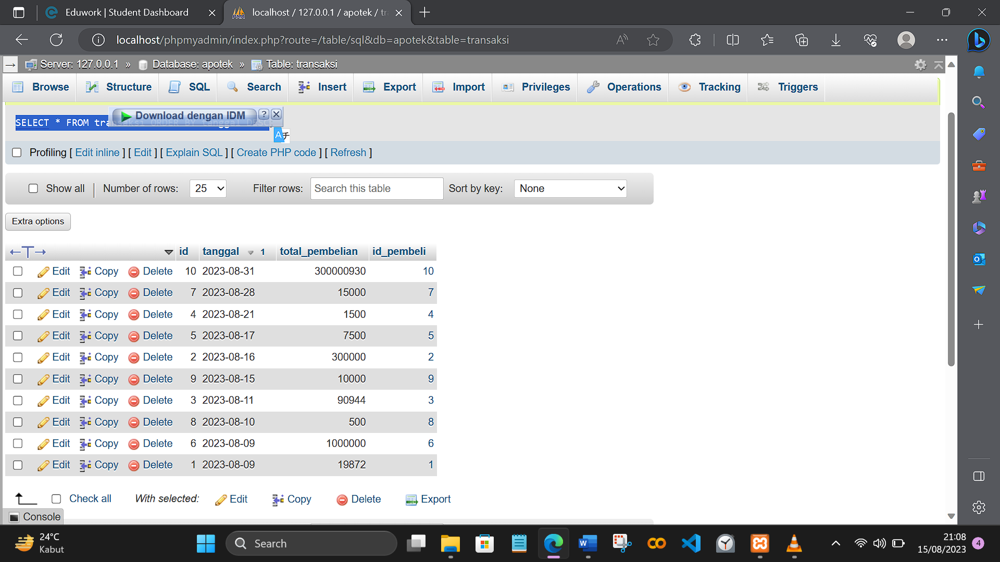 Eduwork | Student Dashboard
localhost / 127.0.0.1 / apotek / tr
localhost/phpmyadmin/index.php?route=/table/sql&db=apotek&table=transaksi
Server: 127.0.0.1 » Database: apotek » Table: transaksi
Browse Structure SQL Search Insert Export Import Privileges Operations Tracking Triggers
Download dengan IDM ?
SELECT * FROM transaksi ORDER BY tanggal DESC
Profiling [ Edit inline ] [ Edit ] [ Explain SQL ] [ Create PHP code ] [ Refresh ]
Show all | Number of rows: 25 Filter rows: Search this table Sort by key: None
Extra options
id tanggal 1 total_pembelian id_pembeli
Edit Copy Delete 10 2023-08-31 300000930 10
Edit Copy Delete 7 2023-08-28 15000 7
Edit Copy Delete 4 2023-08-21 1500 4
Edit Copy Delete 5 2023-08-17 7500 5
Edit Copy Delete 2 2023-08-16 300000 2
Edit Copy Delete 9 2023-08-15 10000 9
Edit Copy Delete 3 2023-08-11 90944 3
Edit Copy Delete 8 2023-08-10 500 8
Edit Copy Delete 6 2023-08-09 1000000 6
Edit Copy Delete 1 2023-08-09 19872 1
Check all With selected: Edit Copy Delete Export
Console
24°C
Kabut
Search
21:08
15/08/2023
4